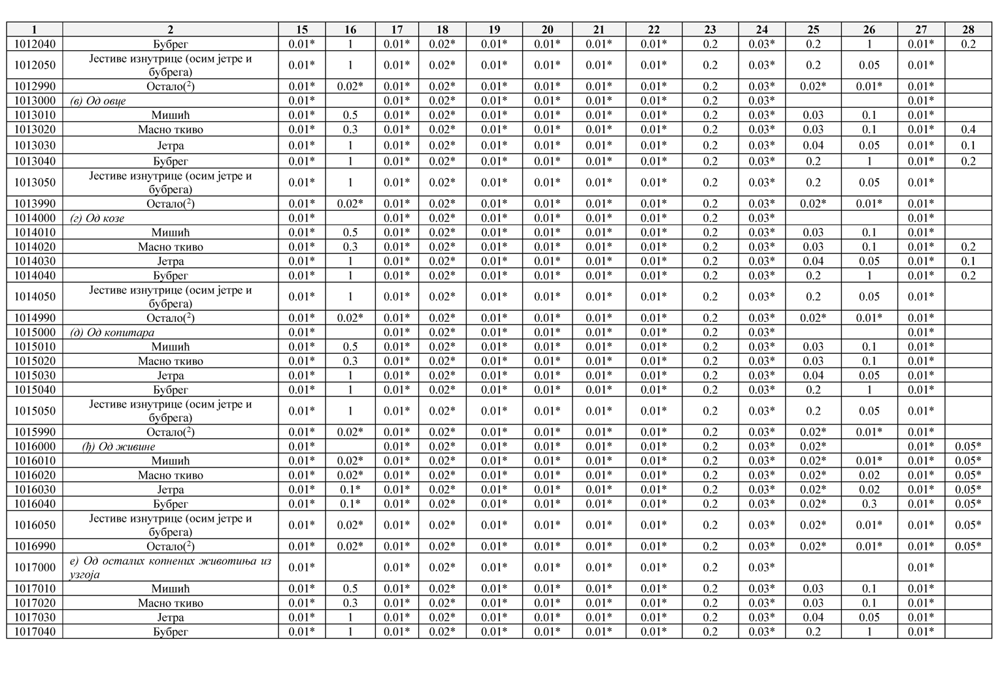 1 2 15 16 17 18 19 20 21 22 23 24 25 26 27 28
1012040 Бубрег 0.01* 1 0.01* 0.02* 0.01* 0.01* 0.01* 0.01* 0.2 0.03* 0.2 1 0.01* 0.2
1012050 Јестиве изнутрице (осим јетре и
бубрега) 0.01* 1 0.01* 0.02* 0.01* 0.01* 0.01* 0.01* 0.2 0.03* 0.2 0.05 0.01*
1012990 Остало(²) 0.01* 0.02* 0.01* 0.02* 0.01* 0.01* 0.01* 0.01* 0.2 0.03* 0.02* 0.01* 0.01*
1013000 (в) Од овце 0.01* 0.01* 0.02* 0.01* 0.01* 0.01* 0.01* 0.2 0.03* 0.01*
1013010 Мишић 0.01* 0.5 0.01* 0.02* 0.01* 0.01* 0.01* 0.01* 0.2 0.03* 0.03 0.1 0.01*
1013020 Масно ткиво 0.01* 0.3 0.01* 0.02* 0.01* 0.01* 0.01* 0.01* 0.2 0.03* 0.03 0.1 0.01* 0.4
1013030 Јетра 0.01* 1 0.01* 0.02* 0.01* 0.01* 0.01* 0.01* 0.2 0.03* 0.04 0.05 0.01* 0.1
1013040 Бубрег 0.01* 1 0.01* 0.02* 0.01* 0.01* 0.01* 0.01* 0.2 0.03* 0.2 1 0.01* 0.2
1013050 Јестиве изнутрице (осим јетре и
бубрега) 0.01* 1 0.01* 0.02* 0.01* 0.01* 0.01* 0.01* 0.2 0.03* 0.2 0.05 0.01*
1013990 Остало(²) 0.01* 0.02* 0.01* 0.02* 0.01* 0.01* 0.01* 0.01* 0.2 0.03* 0.02* 0.01* 0.01*
1014000 (г) Од козе 0.01* 0.01* 0.02* 0.01* 0.01* 0.01* 0.01* 0.2 0.03* 0.01*
1014010 Мишић 0.01* 0.5 0.01* 0.02* 0.01* 0.01* 0.01* 0.01* 0.2 0.03* 0.03 0.1 0.01*
1014020 Масно ткиво 0.01* 0.3 0.01* 0.02* 0.01* 0.01* 0.01* 0.01* 0.2 0.03* 0.03 0.1 0.01* 0.2
1014030 Јетра 0.01* 1 0.01* 0.02* 0.01* 0.01* 0.01* 0.01* 0.2 0.03* 0.04 0.05 0.01* 0.1
1014040 Бубрег 0.01* 1 0.01* 0.02* 0.01* 0.01* 0.01* 0.01* 0.2 0.03* 0.2 1 0.01* 0.2
1014050 Јестиве изнутрице (осим јетре и
бубрега) 0.01* 1 0.01* 0.02* 0.01* 0.01* 0.01* 0.01* 0.2 0.03* 0.2 0.05 0.01*
1014990 Остало(²) 0.01* 0.02* 0.01* 0.02* 0.01* 0.01* 0.01* 0.01* 0.2 0.03* 0.02* 0.01* 0.01*
1015000 (д) Од копитара 0.01* 0.01* 0.02* 0.01* 0.01* 0.01* 0.01* 0.2 0.03* 0.01*
1015010 Мишић 0.01* 0.5 0.01* 0.02* 0.01* 0.01* 0.01* 0.01* 0.2 0.03* 0.03 0.1 0.01*
1015020 Масно ткиво 0.01* 0.3 0.01* 0.02* 0.01* 0.01* 0.01* 0.01* 0.2 0.03* 0.03 0.1 0.01*
1015030 Јетра 0.01* 1 0.01* 0.02* 0.01* 0.01* 0.01* 0.01* 0.2 0.03* 0.04 0.05 0.01*
1015040 Бубрег 0.01* 1 0.01* 0.02* 0.01* 0.01* 0.01* 0.01* 0.2 0.03* 0.2 1 0.01*
1015050 Јестиве изнутрице (осим јетре и
бубрега) 0.01* 1 0.01* 0.02* 0.01* 0.01* 0.01* 0.01* 0.2 0.03* 0.2 0.05 0.01*
1015990 Остало(²) 0.01* 0.02* 0.01* 0.02* 0.01* 0.01* 0.01* 0.01* 0.2 0.03* 0.02* 0.01* 0.01*
1016000 (ђ) Од живине 0.01* 0.01* 0.02* 0.01* 0.01* 0.01* 0.01* 0.2 0.03* 0.02* 0.01* 0.05*
1016010 Мишић 0.01* 0.02* 0.01* 0.02* 0.01* 0.01* 0.01* 0.01* 0.2 0.03* 0.02* 0.01* 0.01* 0.05*
1016020 Масно ткиво 0.01* 0.02* 0.01* 0.02* 0.01* 0.01* 0.01* 0.01* 0.2 0.03* 0.02* 0.02 0.01* 0.05*
1016030 Јетра 0.01* 0.1* 0.01* 0.02* 0.01* 0.01* 0.01* 0.01* 0.2 0.03* 0.02* 0.02 0.01* 0.05*
1016040 Бубрег 0.01* 0.1* 0.01* 0.02* 0.01* 0.01* 0.01* 0.01* 0.2 0.03* 0.02* 0.3 0.01* 0.05*
1016050 Јестиве изнутрице (осим јетре и
бубрега) 0.01* 0.02* 0.01* 0.02* 0.01* 0.01* 0.01* 0.01* 0.2 0.03* 0.02* 0.01* 0.01* 0.05*
1016990 Остало(²) 0.01* 0.02* 0.01* 0.02* 0.01* 0.01* 0.01* 0.01* 0.2 0.03* 0.02* 0.01* 0.01* 0.05*
1017000 е) Од осталих копнених животиња из
узгоја 0.01* 0.01* 0.02* 0.01* 0.01* 0.01* 0.01* 0.2 0.03* 0.01*
1017010 Мишић 0.01* 0.5 0.01* 0.02* 0.01* 0.01* 0.01* 0.01* 0.2 0.03* 0.03 0.1 0.01*
1017020 Масно ткиво 0.01* 0.3 0.01* 0.02* 0.01* 0.01* 0.01* 0.01* 0.2 0.03* 0.03 0.1 0.01*
1017030 Јетра 0.01* 1 0.01* 0.02* 0.01* 0.01* 0.01* 0.01* 0.2 0.03* 0.04 0.05 0.01*
1017040 Бубрег 0.01* 1 0.01* 0.02* 0.01* 0.01* 0.01* 0.01* 0.2 0.03* 0.2 1 0.01*